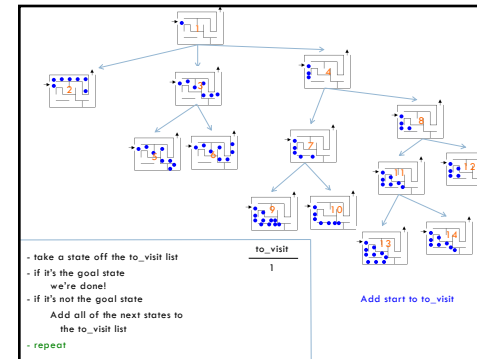 1
2
3
4
5
6
7
8
9
10
11
12
13
14
- take a state off the to_visit list
- if it's the goal state
we're done!
- if it's not the goal state
Add all of the next states to
the to_visit list
- repeat
to_visit
1
Add start to to_visit